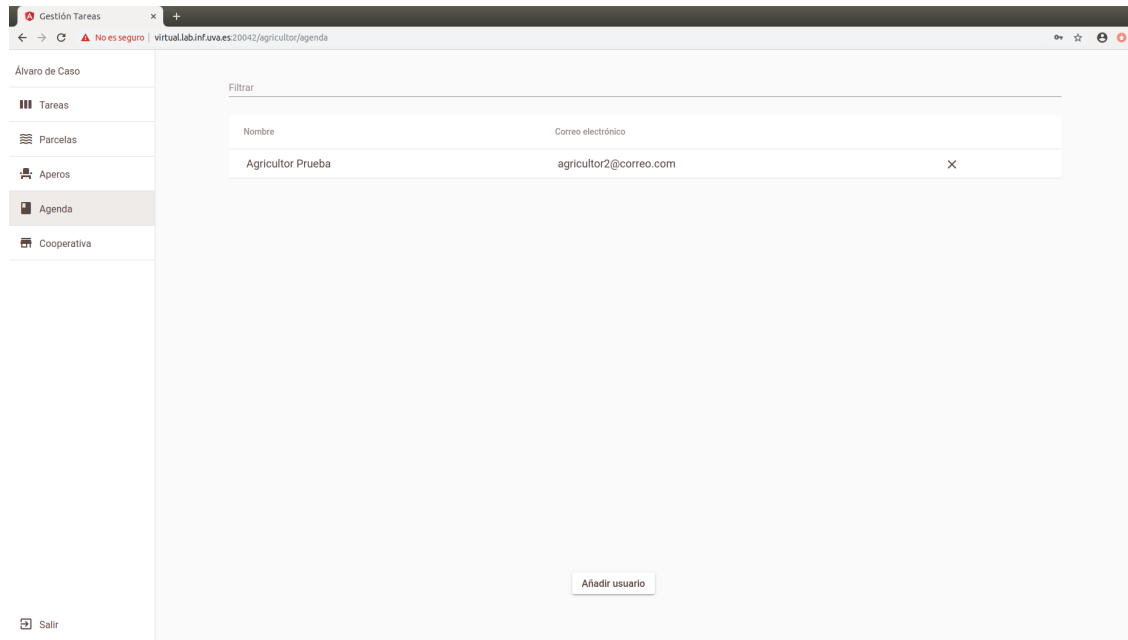 Gestión Tareas
No es seguro | virtual.lab.inf.uva.es:20042/agricultor/agenda
Álvaro de Caso
Tareas
Parcelas
Aperos
Agenda
Cooperativa
Salir
Filtrar
Nombre Correo electrónico
Agricultor Prueba agricultor2@correo.com
Añadir usuario